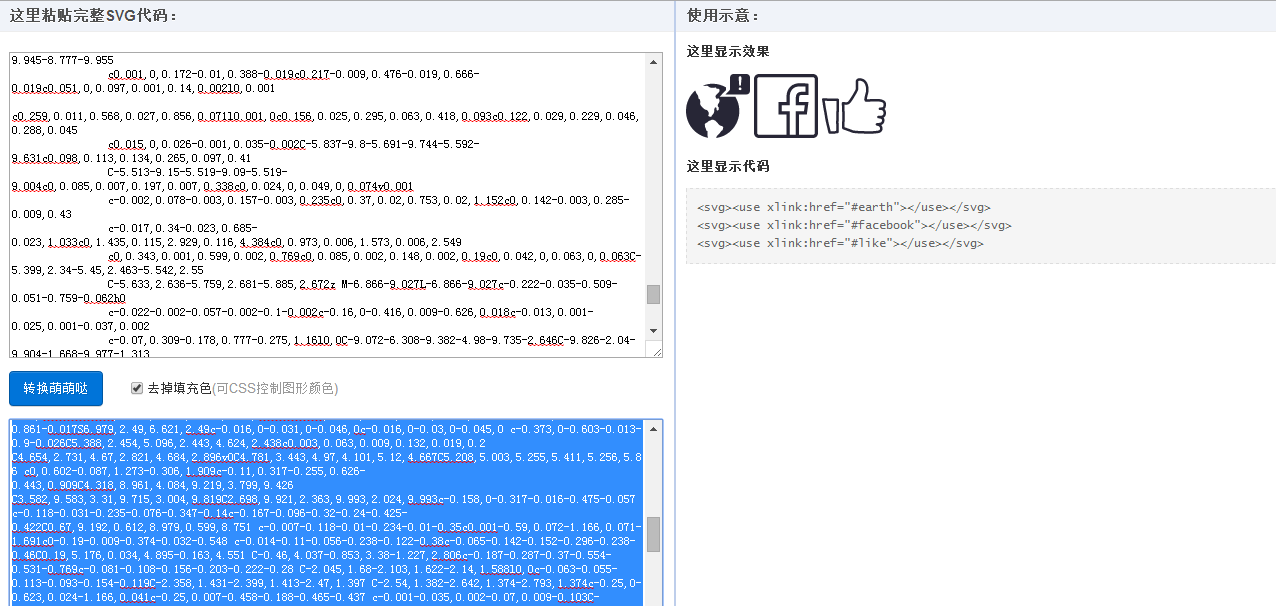 这里粘贴完整SVG代码：
9.945-8.777-9.955
c0.001,0,0.172-0.01,0.388-0.019c0.217-0.009,0.476-0.019,0.666-
0.019c0.051,0,0.097,0.001,0.14,0.002l0,0.001
c0.259,0.011,0.568,0.037,0.856,0.071l0.001,0c0.156,0.025,0.295,0.063,0.418,0.093c0.122,0.029,0.229,0.046,
0.288,0.045
c0.015,0,0.026-0.001,0.035-0.002C-5.837-9.8-5.691-9.744-5.592-
9.631c0.098,0.113,0.134,0.265,0.097,0.41
C-5.513-9.15-5.519-9.09-5.519-
9.004c0,0.085,0.007,0.197,0.007,0.338c0,0.024,0,0.049,0,0.074v0.001
c-0.002,0.078-0.003,0.157-0.003,0.235c0,0.37,0.02,0.753,0.02,1.152c0,0.142-0.003,0.285-
0.009,0.43
c-0.017,0.34-0.023,0.685-
0.023,1.033c0,1.435,0.115,2.929,0.116,4.384c0,0.973,0.006,1.573,0.006,2.549
c0,0.336,0.001,0.599,0.002,0.769c0,0.085,0.002,0.148,0.002,0.19c0,0.042,0,0.063,0,0.063C-
5.399,2.34-5.45,2.463-5.542,2.55
C-5.633,2.636-5.759,2.681-5.885,2.672z M-6.866-9.027L-6.866-9.027c-0.222-0.035-0.509-
0.051-0.759-0.062h0
c-0.022-0.002-0.057-0.002-0.1-0.002c-0.16,0-0.416,0.009-0.626,0.018c-0.013,0.001-
0.025,0.001-0.037,0.002
c-0.07,0.309-0.178,0.777-0.275,1.16l0,0C-9.072-6.308-9.382-4.98-9.735-2.646C-9.826-2.04-
9.904-1.668-9.977-1.313
转换萌萌哒
去掉填充色(可CSS控制图形颜色)
0.861-0.017S6.979,2.49,6.621,2.49c-0.016,0-0.031,0-0.046,0c-0.016,0-0.03,0-0.045,0 c-0.373,0-0.603-0.013-
0.9-0.026C5.388,2.454,5.096,2.443,4.624,2.438c0.003,0.063,0.009,0.132,0.019,0.2
C4.654,2.731,4.67,2.821,4.684,2.896v0C4.781,3.443,4.97,4.101,5.12,4.667C5.208,5.003,5.255,5.411,5.256,5.8
6 c0,0.602-0.087,1.273-0.306,1.909c-0.11,0.317-0.255,0.626-
0.443,0.909C4.318,8.961,4.084,9.219,3.799,9.426
C3.582,9.583,3.31,9.715,3.004,9.819C2.698,9.921,2.363,9.993,2.024,9.993c-0.158,0-0.317-0.016-0.475-0.057
c-0.118-0.031-0.235-0.076-0.347-0.14c-0.167-0.096-0.32-0.24-0.425-
0.422C0.67,9.192,0.612,8.979,0.599,8.751 c-0.007-0.118-0.01-0.234-0.01-0.35c0.001-0.59,0.072-1.166,0.071-
1.691c0-0.19-0.009-0.374-0.032-0.548 c-0.014-0.11-0.056-0.238-0.122-0.38c-0.065-0.142-0.152-0.296-0.238-
0.46C0.19,5.176,0.034,4.895-0.163,4.551 C-0.46,4.037-0.853,3.38-1.227,2.806c-0.187-0.287-0.37-0.554-
0.531-0.769c-0.081-0.108-0.156-0.203-0.222-0.28 C-2.045,1.68-2.103,1.622-2.14,1.588l0,0c-0.063-0.055-
0.113-0.093-0.154-0.119C-2.358,1.431-2.399,1.413-2.47,1.397 C-2.54,1.382-2.642,1.374-2.793,1.374c-0.25,0-
0.623,0.024-1.166,0.041c-0.25,0.007-0.458-0.188-0.465-0.437 c-0.001-0.035,0.002-0.07,0.009-0.103C-
使用示意：
这里显示效果
这里显示代码
&lt;svg&gt;&lt;use xlink:href="#earth"&gt;&lt;/use&gt;&lt;/svg&gt;
&lt;svg&gt;&lt;use xlink:href="#facebook"&gt;&lt;/use&gt;&lt;/svg&gt;
&lt;svg&gt;&lt;use xlink:href="#like"&gt;&lt;/use&gt;&lt;/svg&gt;